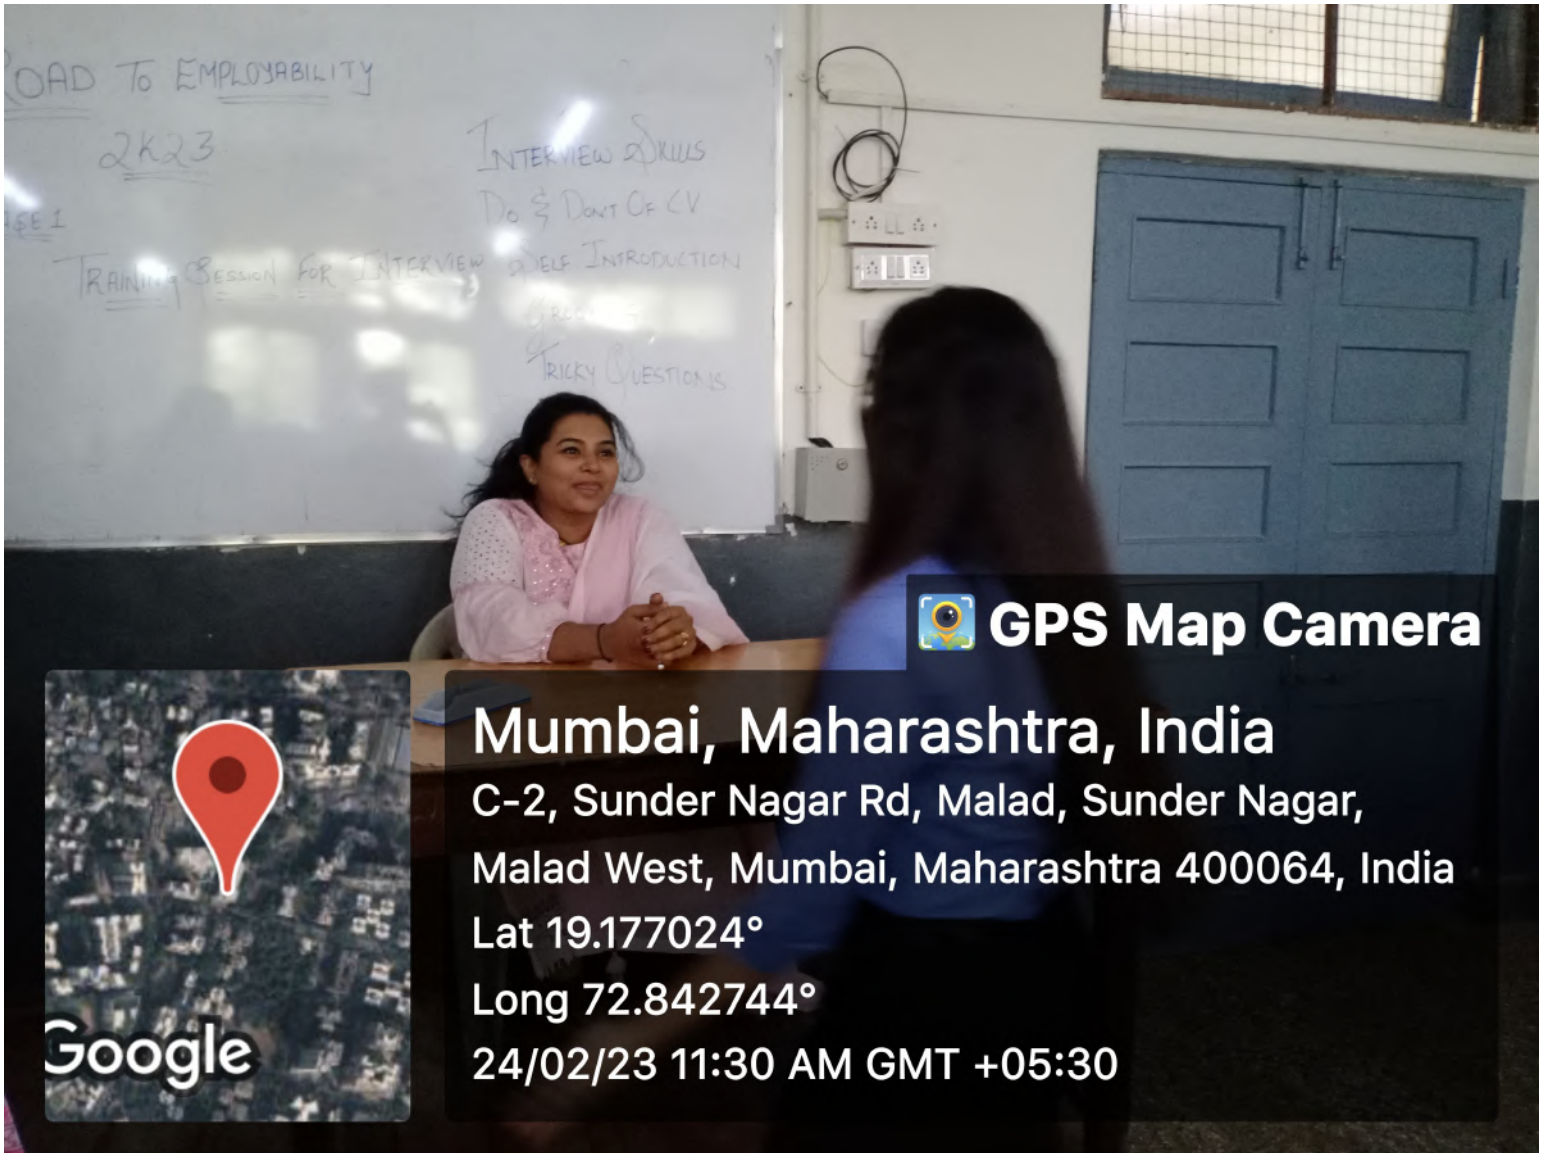 ROAD TO EMPLOYABILITY
2K23
INTERVIEW SKILLS
DO & DONT OF CV
TRAINING SESSION FOR INTERVIEW
SELF INTRODUCTION
TRICKY QUESTIONS
GPS Map Camera
Mumbai, Maharashtra, India
C-2, Sunder Nagar Rd, Malad, Sunder Nagar,
Malad West, Mumbai, Maharashtra 400064, India
Lat 19.177024°
Long 72.842744°
24/02/23 11:30 AM GMT +05:30
Google